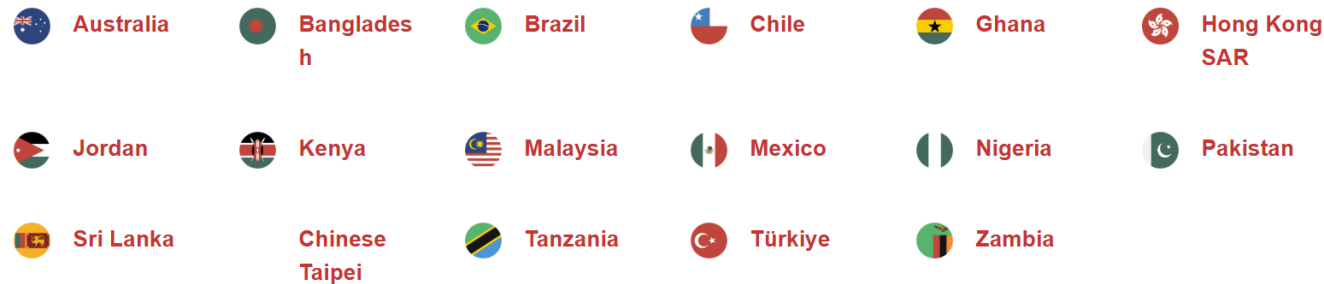 Australia
Banglades
h
Brazil
Chile
Ghana
Hong Kong
SAR
Jordan
Kenya
Malaysia
Mexico
Nigeria
Pakistan
Sri Lanka
Chinese
Taipei
Tanzania
Türkiye
Zambia